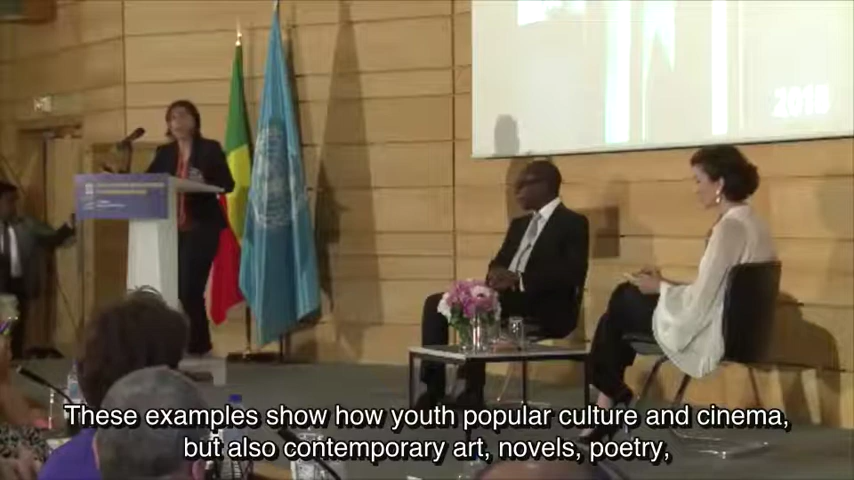 2018
These examples show how youth popular culture and cinema,
but also contemporary art, novels, poetry,